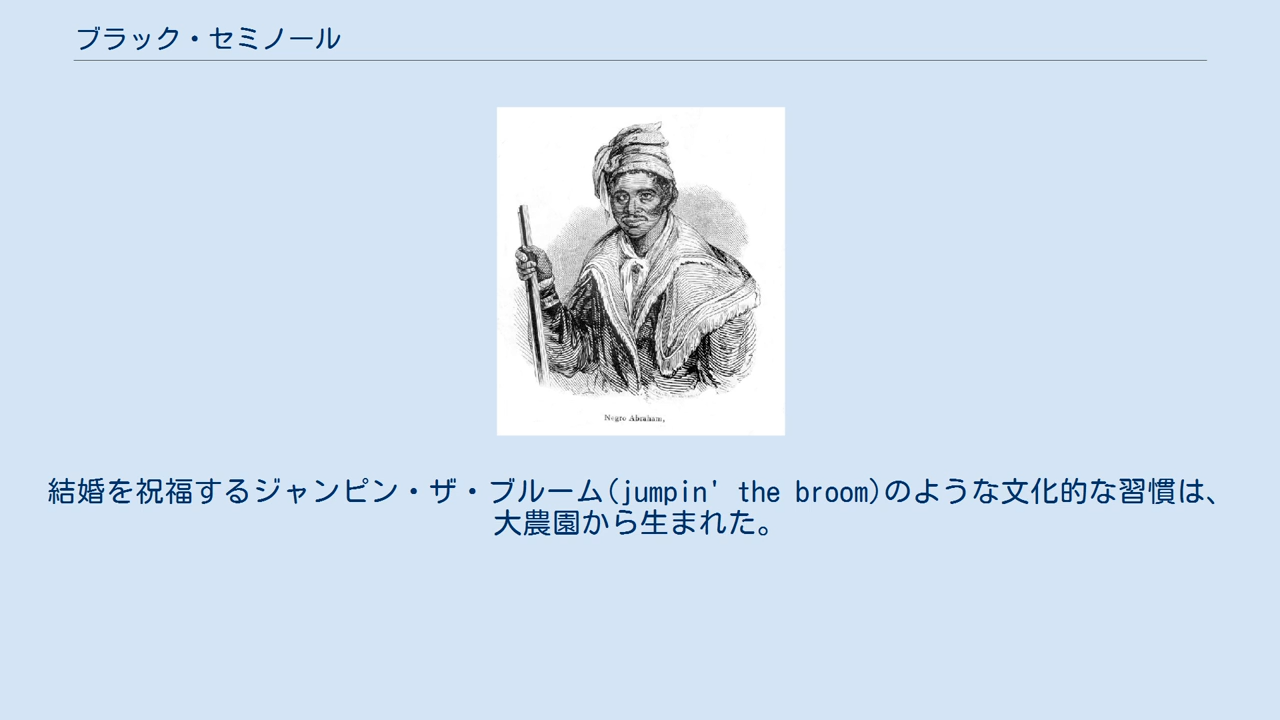 ブラック・セミノール
Negro Abraham,
結婚を祝福するジャンピン・ザ・ブルーム(jumpin' the broom)のような文化的な習慣は、
大農園から生まれた。